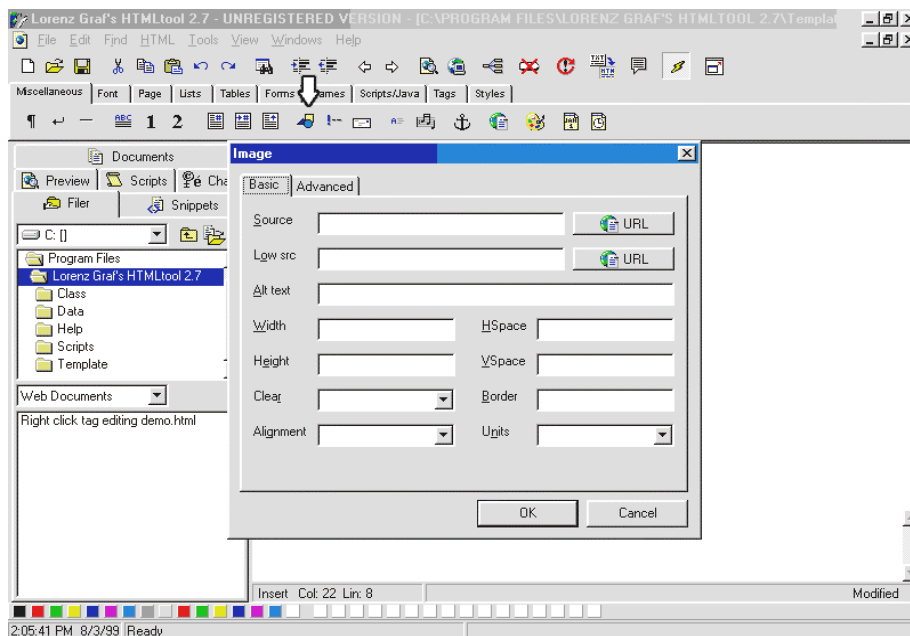 Lorenz Graf's HTMLtool 2.7 - UNREGISTERED VERSION - [C:\PROGRAM FILES\LORENZ GRAF'S HTMLTOOL 2.7\Templa
File Edit Find HTML Tools View Windows Help
Miscellaneous Font Page Lists Tables Forms Frames Scripts/Java Tags Styles
ABC 1 2
Documents
Preview Scripts Cha
Filer Snippets
C: []
Program Files
Lorenz Graf's HTMLtool 2.7
Class
Data
Help
Scripts
Template
Web Documents
Right click tag editing demo.html
Image
Basic Advanced
Source URL
Low src URL
Alt text
Width HSpace
Height VSpace
Clear Border
Alignment Units
OK Cancel
Insert Col: 22 Lin: 8 Modified
2:05:41 PM 8/3/99 Ready